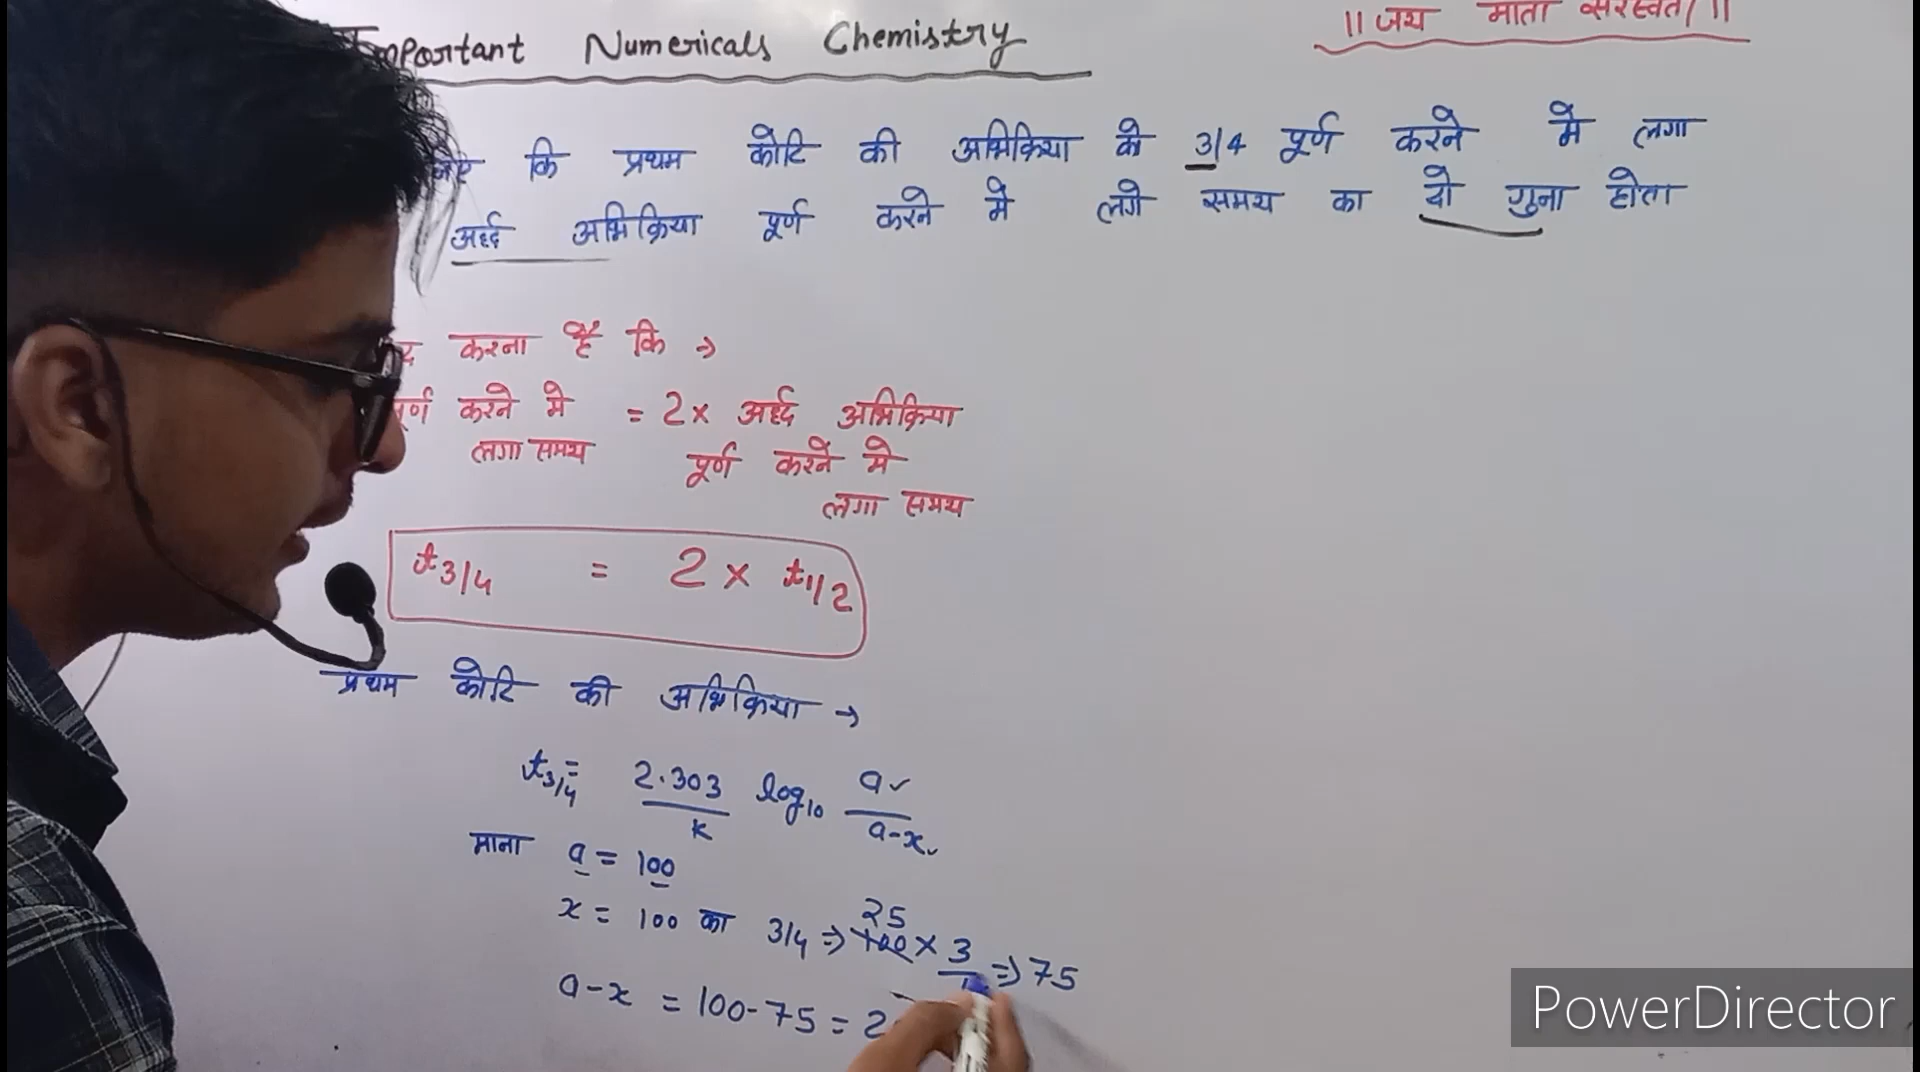 Important Numericals Chemistry
|| जय माता सरस्वती ||
कि प्रथम कोटि की अभिक्रिया को 3/4 पूर्ण करने मे लगा
अर्द्ध अभिक्रिया पूर्ण करने मे लगे समय का दो गुना होता
करना है कि →
पूर्ण करने मे = 2 × अर्द्ध अभिक्रिया
लगा समय पूर्ण करने मे
लगा समय
t3/4 = 2 × t1/2
प्रथम कोटि की अभिक्रिया →
t3/4 = 2.303/k log10 a/a-x
माना a = 100
x = 100 का 3/4 ⇒ 25 100 × 3/ ⇒ 75
a-x = 100-75 = 2
PowerDirector